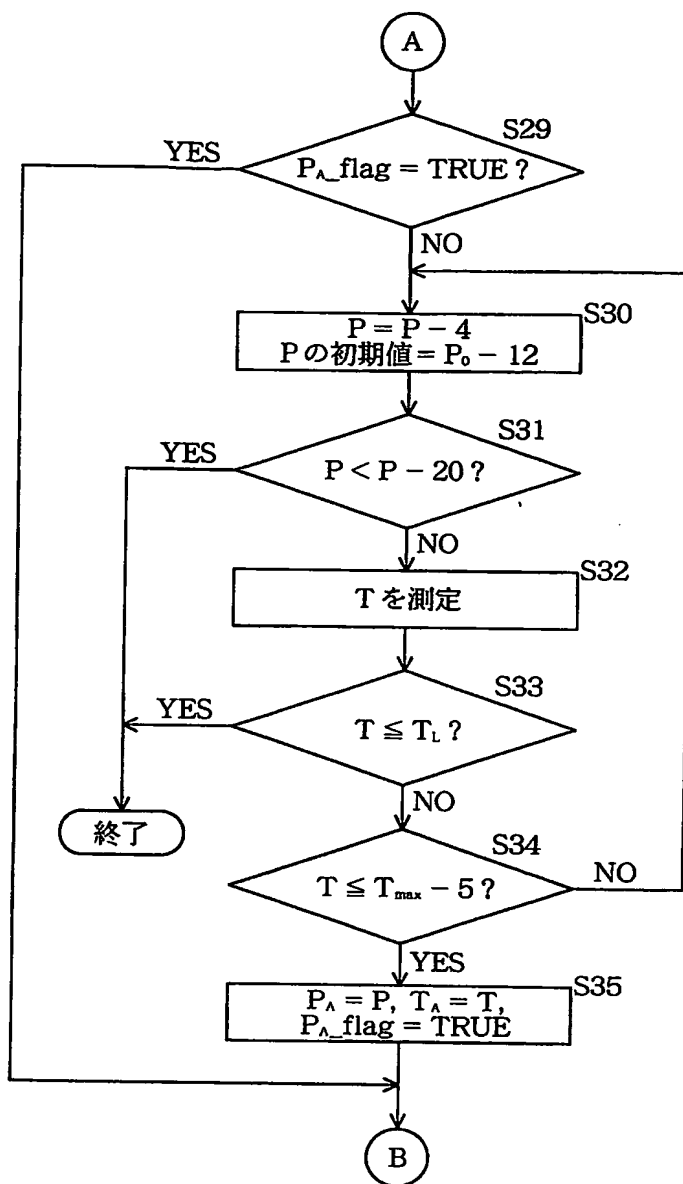 A
S29
YES
P_A_flag = TRUE ?
NO
S30
P = P − 4
Pの初期値 = P₀ − 12
S31
YES
P < P − 20 ?
NO
S32
Tを測定
S33
YES
T ≦ T_L ?
NO
終了
S34
T ≦ T_max − 5 ?
NO
YES
S35
P_A = P, T_A = T,
P_A_flag = TRUE
B